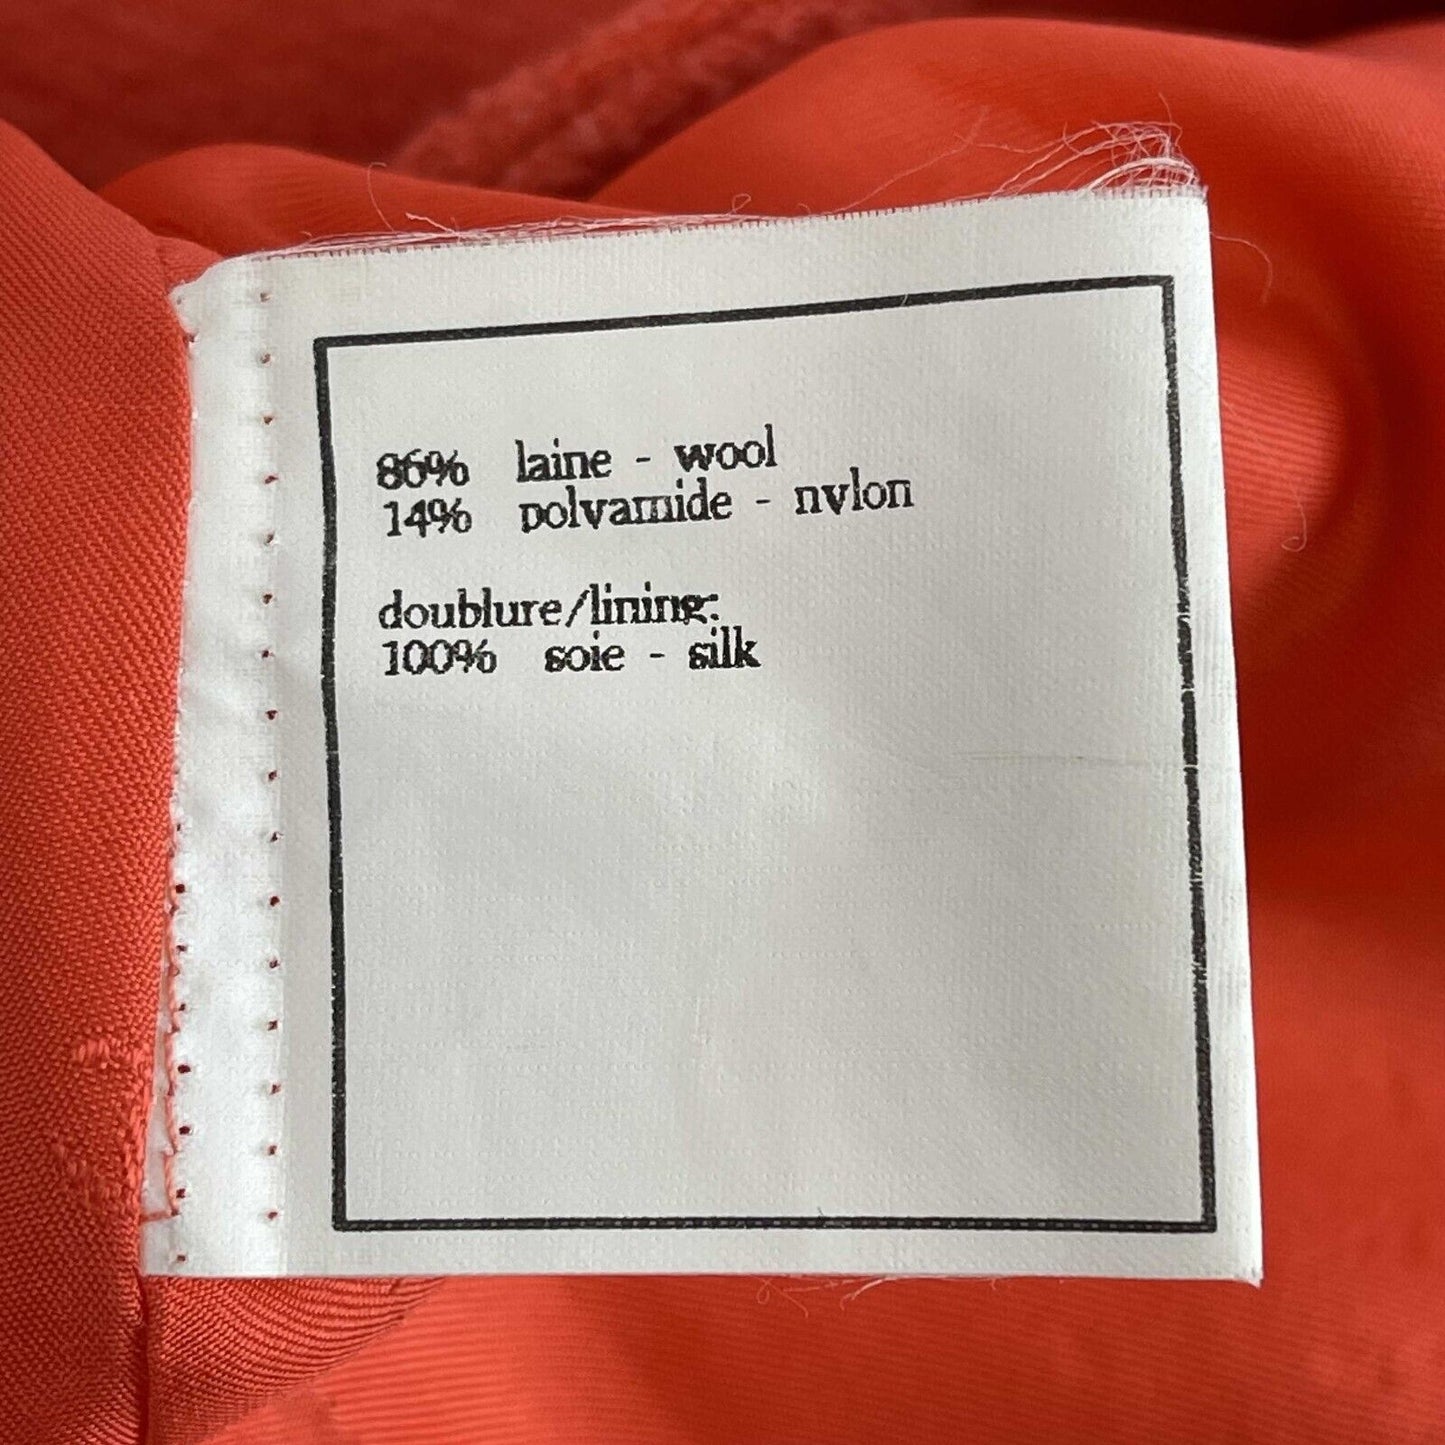 86% laine - wool
14% polyamide - nylon
doublure/lining:
100% soie - silk